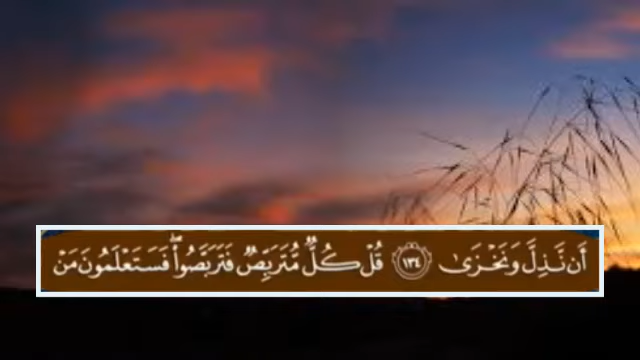 أَن نَّذِلَّ وَنَخْزَىٰ ١٣٤ قُلْ كُلٌّ مُّتَرَبِّصٌ فَتَرَبَّصُوا۟ ۖ فَسَتَعْلَمُونَ مَنْ